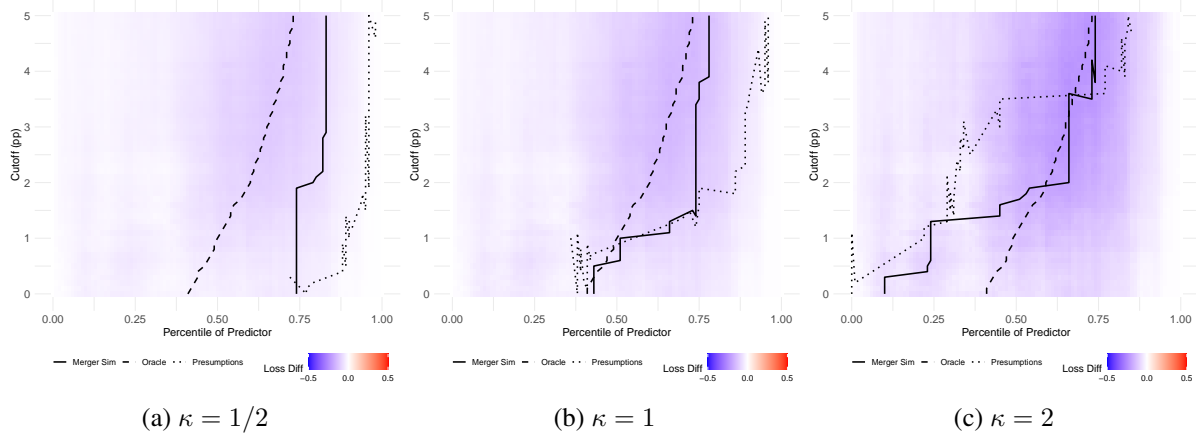 5
4
3
2
1
0
Cutoff (pp)
0.00 0.25 0.50 0.75 1.00
Percentile of Predictor
Merger Sim Oracle Presumptions Loss Diff
−0.5 0.0 0.5
(a) κ = 1/2
5
4
3
2
1
0
Cutoff (pp)
0.00 0.25 0.50 0.75 1.00
Percentile of Predictor
Merger Sim Oracle Presumptions Loss Diff
−0.5 0.0 0.5
(b) κ = 1
5
4
3
2
1
0
Cutoff (pp)
0.00 0.25 0.50 0.75 1.00
Percentile of Predictor
Merger Sim Oracle Presumptions Loss Diff
−0.5 0.0 0.5
(c) κ = 2